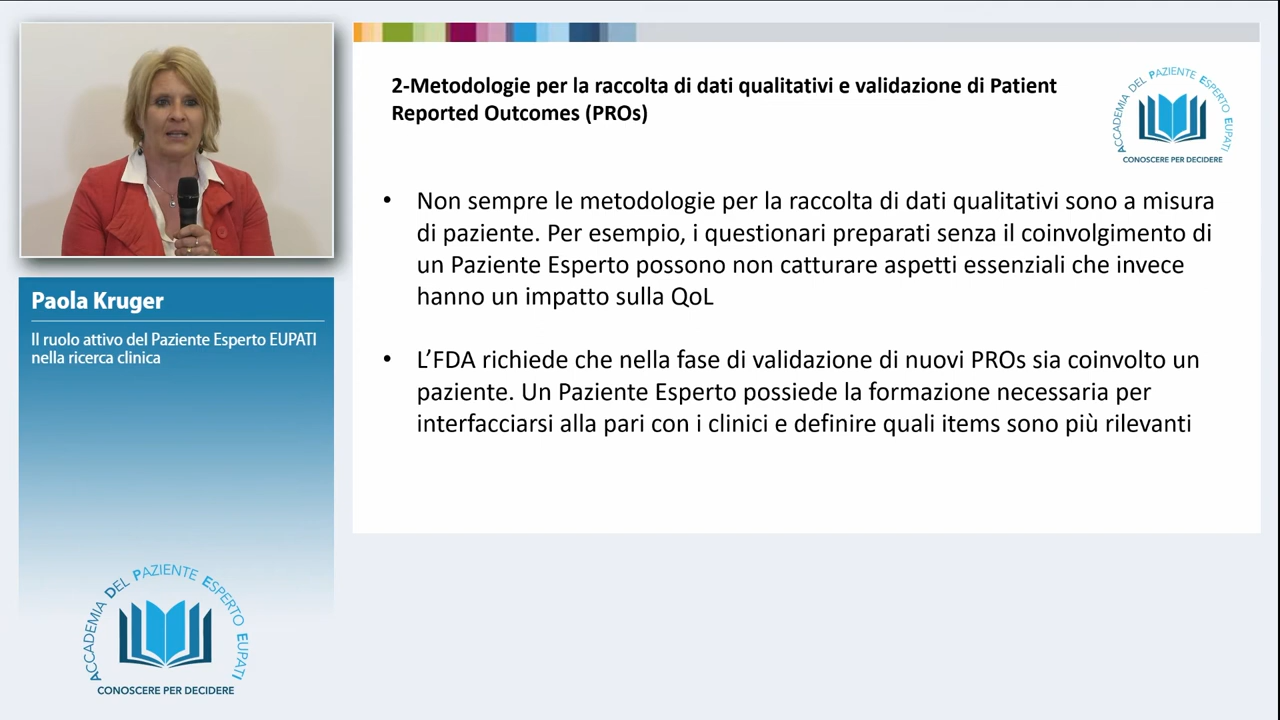 Paola Kruger
Il ruolo attivo del Paziente Esperto EUPATI
nella ricerca clinica
ACCADEMIA DEL PAZIENTE ESPERTO EUPATI
CONOSCERE PER DECIDERE
2-Metodologie per la raccolta di dati qualitativi e validazione di Patient
Reported Outcomes (PROs)
ACCADEMIA DEL PAZIENTE ESPERTO EUPATI
CONOSCERE PER DECIDERE
• Non sempre le metodologie per la raccolta di dati qualitativi sono a misura
di paziente. Per esempio, i questionari preparati senza il coinvolgimento di
un Paziente Esperto possono non catturare aspetti essenziali che invece
hanno un impatto sulla QoL
• L’FDA richiede che nella fase di validazione di nuovi PROs sia coinvolto un
paziente. Un Paziente Esperto possiede la formazione necessaria per
interfacciarsi alla pari con i clinici e definire quali items sono più rilevanti